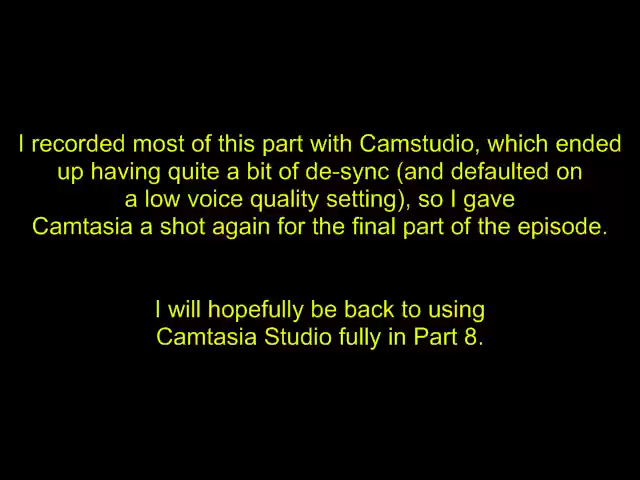 I recorded most of this part with Camstudio, which ended
up having quite a bit of de-sync (and defaulted on
a low voice quality setting), so I gave
Camtasia a shot again for the final part of the episode.
I will hopefully be back to using
Camtasia Studio fully in Part 8.